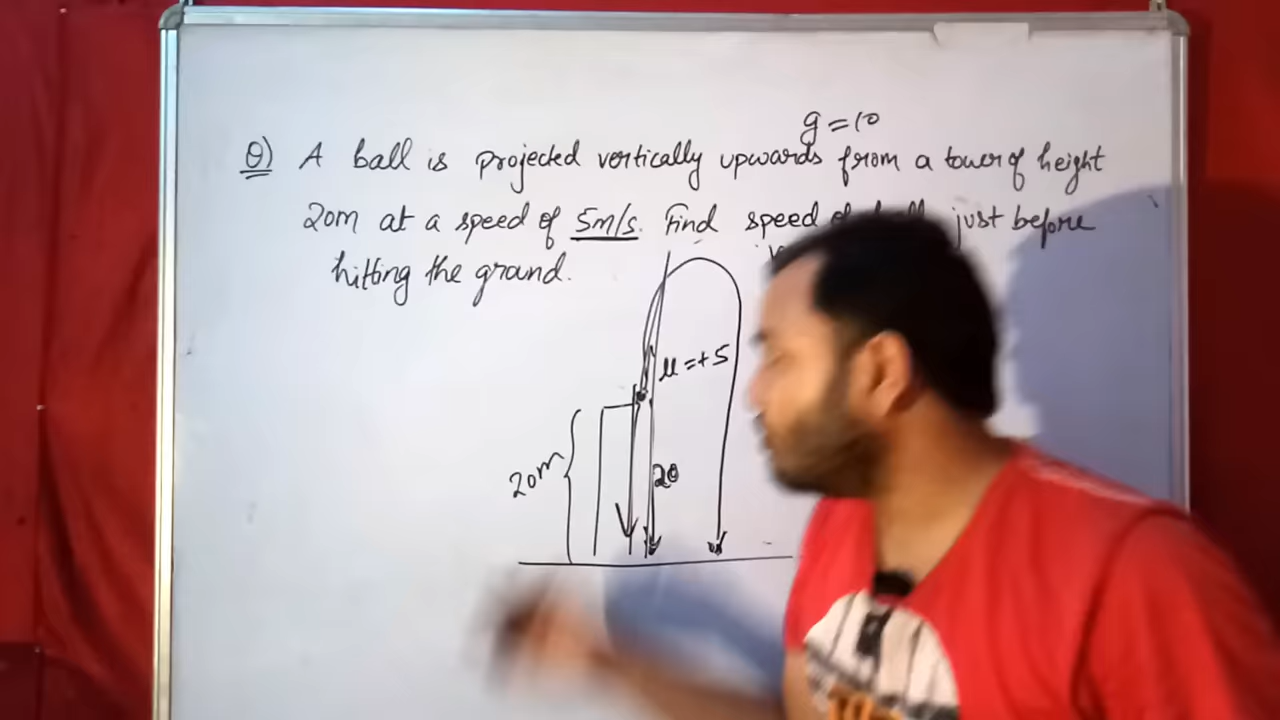 g = 10
Q) A ball is projected vertically upwards from a tower of height
20m at a speed of 5m/s. Find speed just before
hitting the ground.
u = +5
20m
20